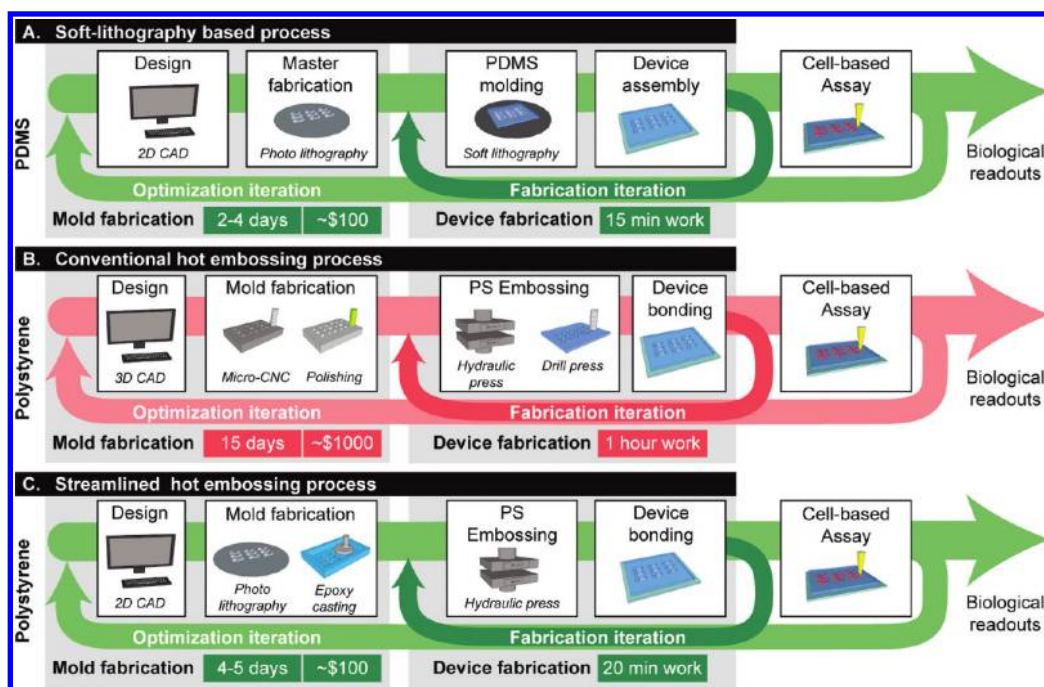 A. Soft-lithography based process
PDMS
Design
2D CAD
Master
fabrication
Photo lithography
PDMS
molding
Soft lithography
Device
assembly
Cell-based
Assay
Biological
readouts
Optimization iteration
Fabrication iteration
Mold fabrication 2-4 days ~$100
Device fabrication 15 min work
B. Conventional hot embossing process
Polystyrene
Design
3D CAD
Mold fabrication
Micro-CNC
Polishing
PS Embossing
Hydraulic
press
Drill press
Device
bonding
Cell-based
Assay
Biological
readouts
Optimization iteration
Fabrication iteration
Mold fabrication 15 days ~$1000
Device fabrication 1 hour work
C. Streamlined hot embossing process
Polystyrene
Design
2D CAD
Mold fabrication
Photo
lithography
Epoxy
casting
PS
Embossing
Hydraulic press
Device
bonding
Cell-based
Assay
Biological
readouts
Optimization iteration
Fabrication iteration
Mold fabrication 4-5 days ~$100
Device fabrication 20 min work